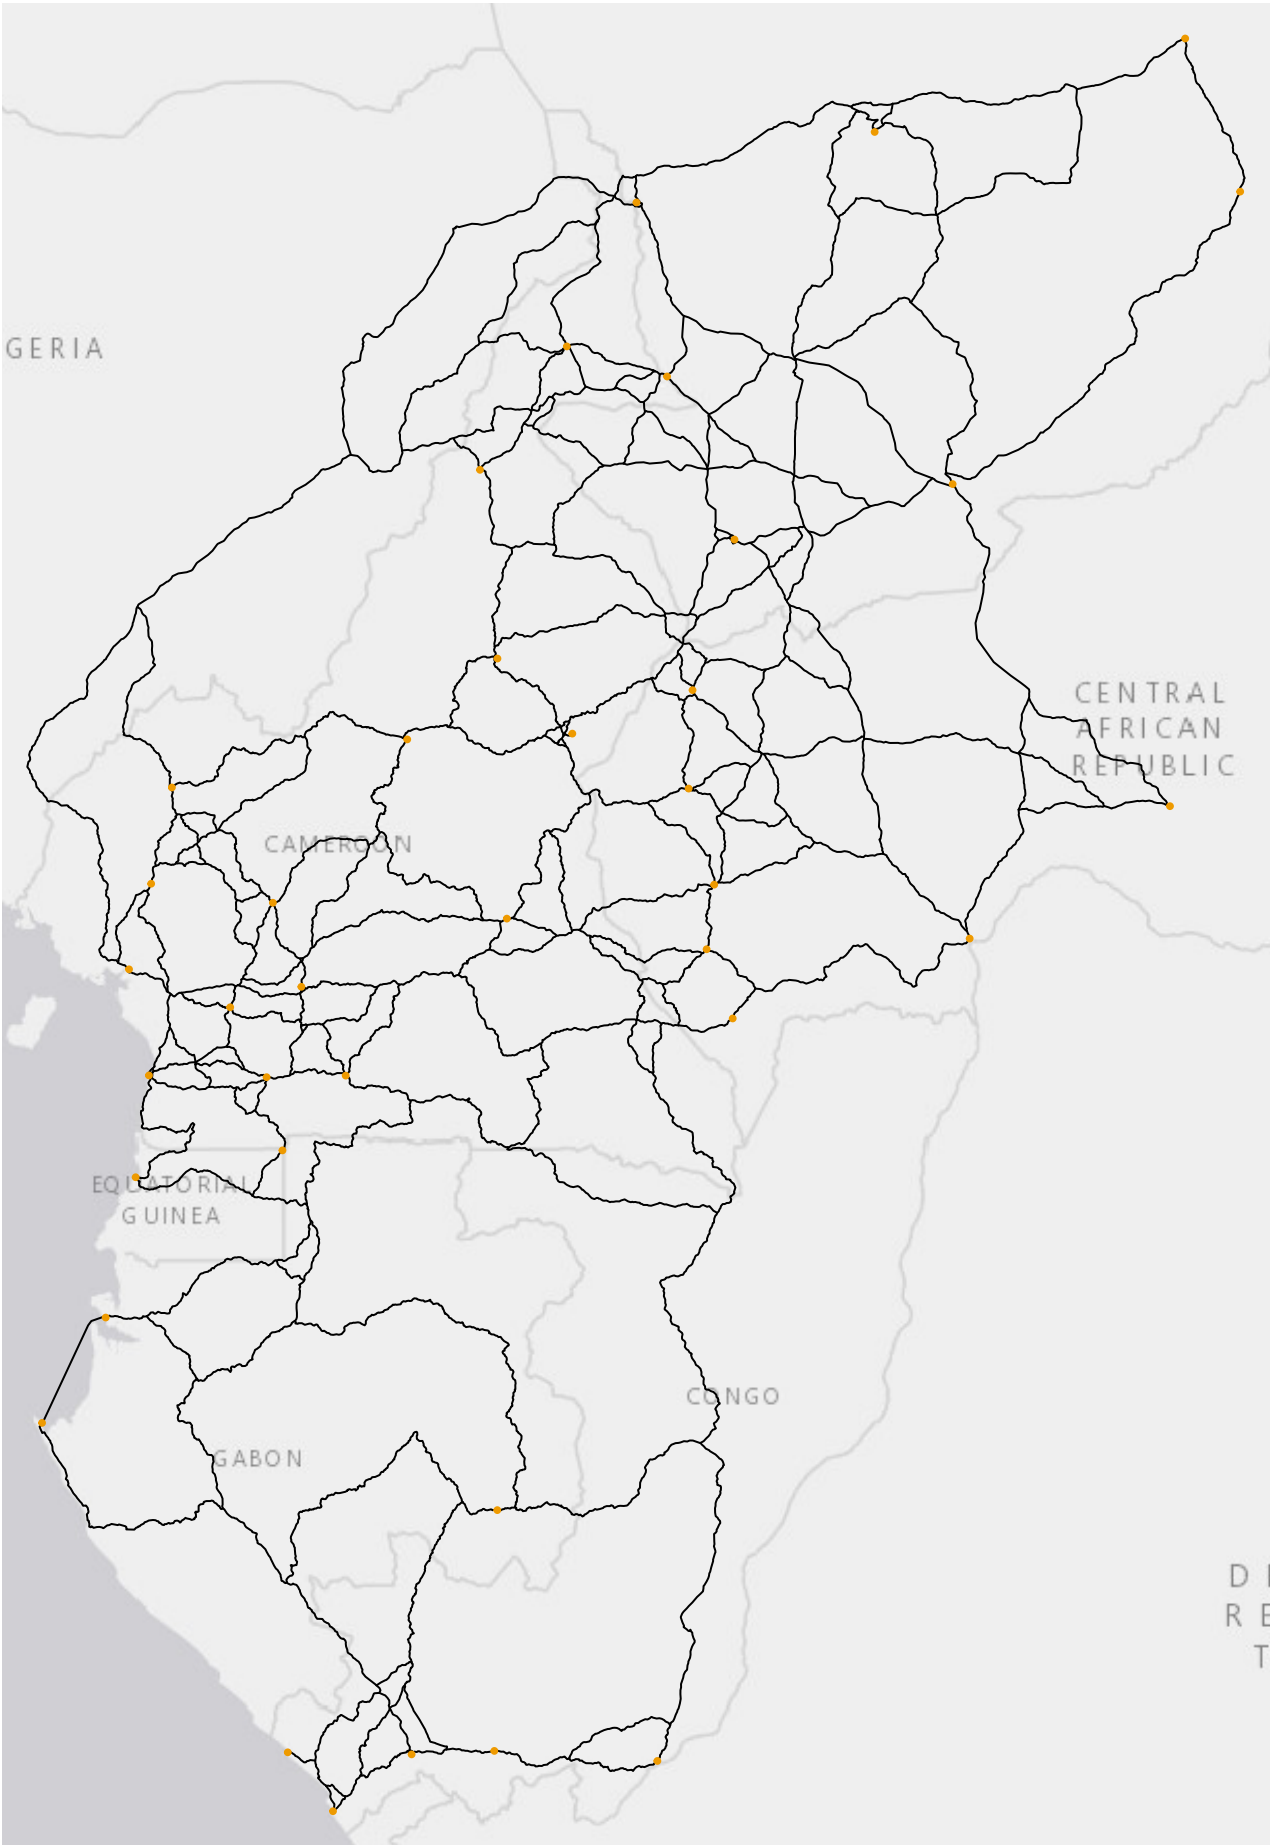 GERIA
CENTRAL
AFRICAN
REPUBLIC
CAMEROON
EQUATORIAL
GUINEA
CONGO
GABON
D
R E
T